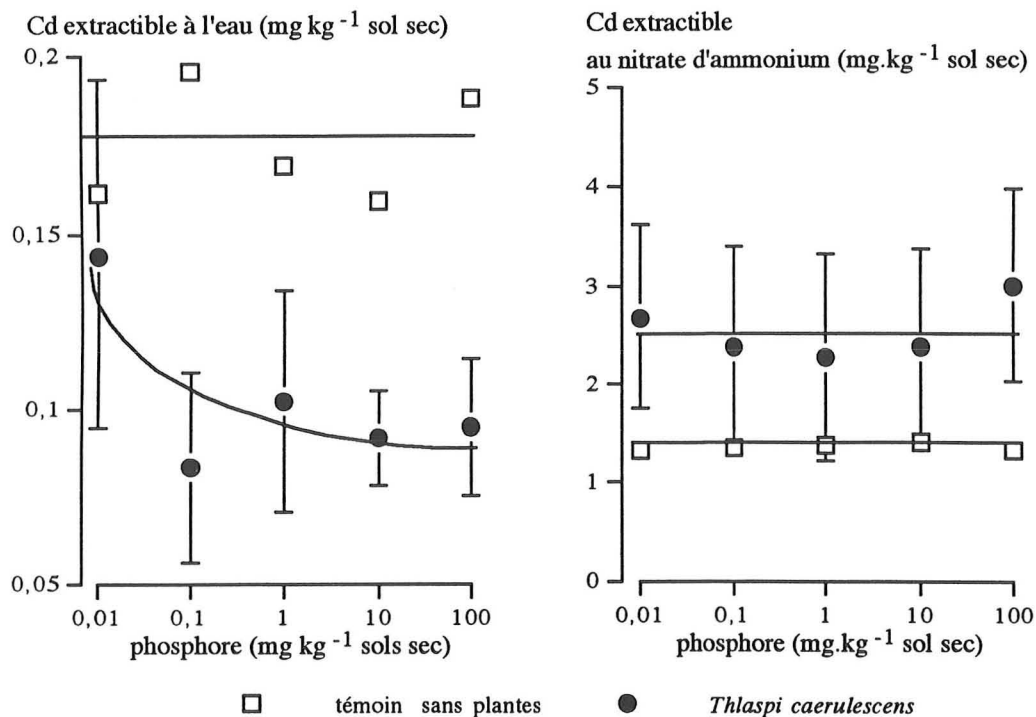 Cd extractible à l'eau (mg kg -1 sol sec)
0,2
0,15
0,1
0,05
0,01 0,1 1 10 100
phosphore (mg kg -1 sols sec)
Cd extractible
au nitrate d'ammonium (mg.kg -1 sol sec)
5
4
3
2
1
0
0,01 0,1 1 10 100
phosphore (mg.kg -1 sol sec)
témoin sans plantes Thlaspi caerulescens